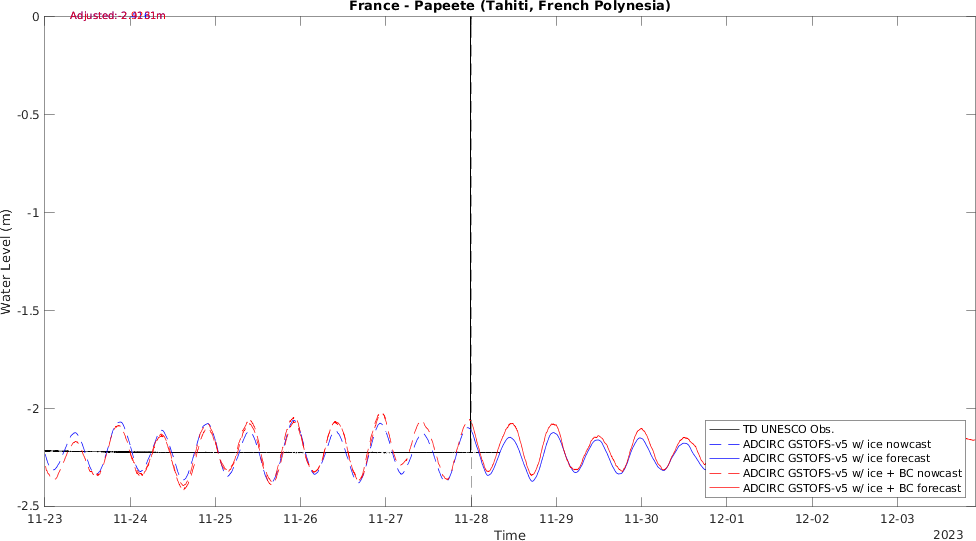 France - Papeete (Tahiti, French Polynesia)
Adjusted:
0
-0.5
-1
-1.5
-2
-2.5
Water Level (m)
TD UNESCO Obs.
ADCIRC GSTOFS-v5 w/ ice nowcast
ADCIRC GSTOFS-v5 w/ ice forecast
ADCIRC GSTOFS-v5 w/ ice + BC nowcast
ADCIRC GSTOFS-v5 w/ ice + BC forecast
11-23 11-24 11-25 11-26 11-27 11-28 11-29 11-30 12-01 12-02 12-03
Time
2023